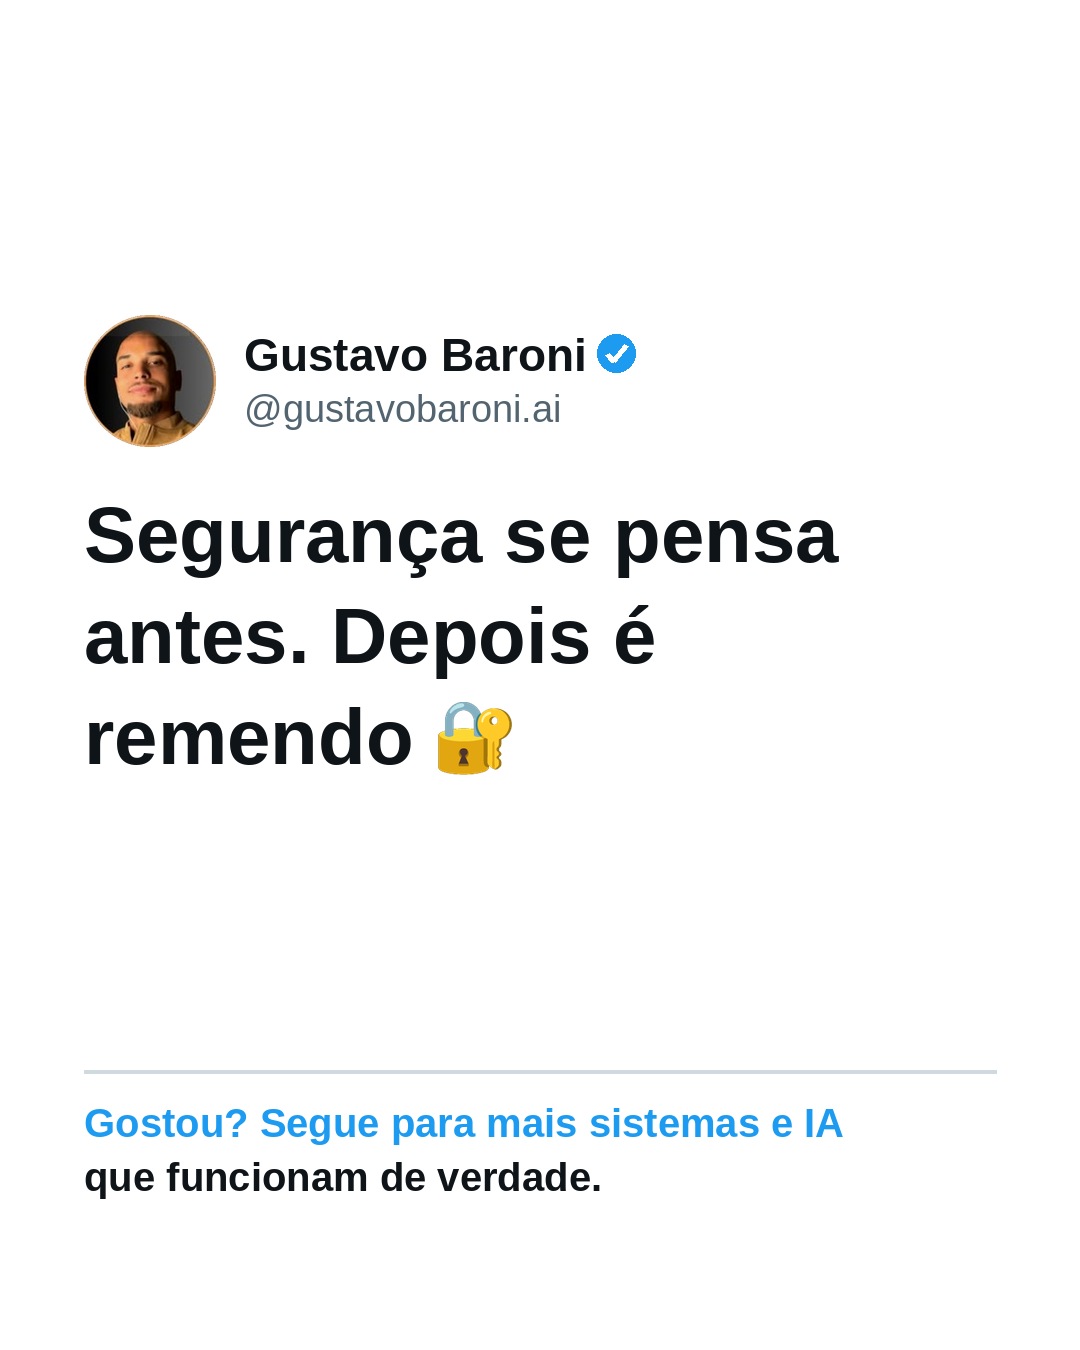 Gustavo Baroni
@gustavobaroni.ai
Segurança se pensa
antes. Depois é
remendo 🔐
Gostou? Segue para mais sistemas e IA
que funcionam de verdade.